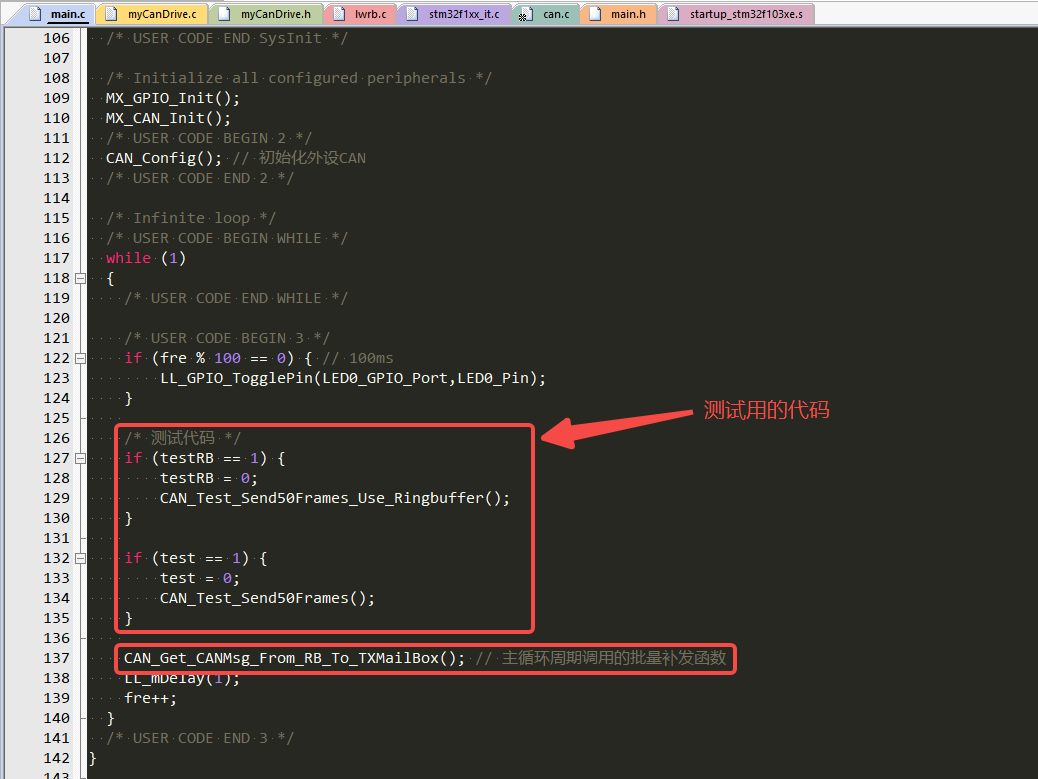 main.c myCanDrive.c myCanDrive.h lwrb.c stm32f1xx_it.c can.c main.h startup_stm32f103xe.s
106 /* USER CODE END SysInit */
107
108 /* Initialize all configured peripherals */
109 MX_GPIO_Init();
110 MX_CAN_Init();
111 /* USER CODE BEGIN 2 */
112 CAN_Config(); // 初始化外设CAN
113 /* USER CODE END 2 */
114
115 /* Infinite loop */
116 /* USER CODE BEGIN WHILE */
117 while (1)
118 {
119 /* USER CODE END WHILE */
120
121 /* USER CODE BEGIN 3 */
122 if (fre % 100 == 0) { // 100ms
123 LL_GPIO_TogglePin(LED0_GPIO_Port,LED0_Pin);
124 }
125
测试用的代码
126 /* 测试代码 */
127 if (testRB == 1) {
128 testRB = 0;
129 CAN_Test_Send50Frames_Use_Ringbuffer();
130 }
131
132 if (test == 1) {
133 test = 0;
134 CAN_Test_Send50Frames();
135 }
136
137 CAN_Get_CANMsg_From_RB_To_TXMailBox(); // 主循环周期调用的批量补发函数
138 LL_mDelay(1);
139 fre++;
140 }
141 /* USER CODE END 3 */
142 }
143